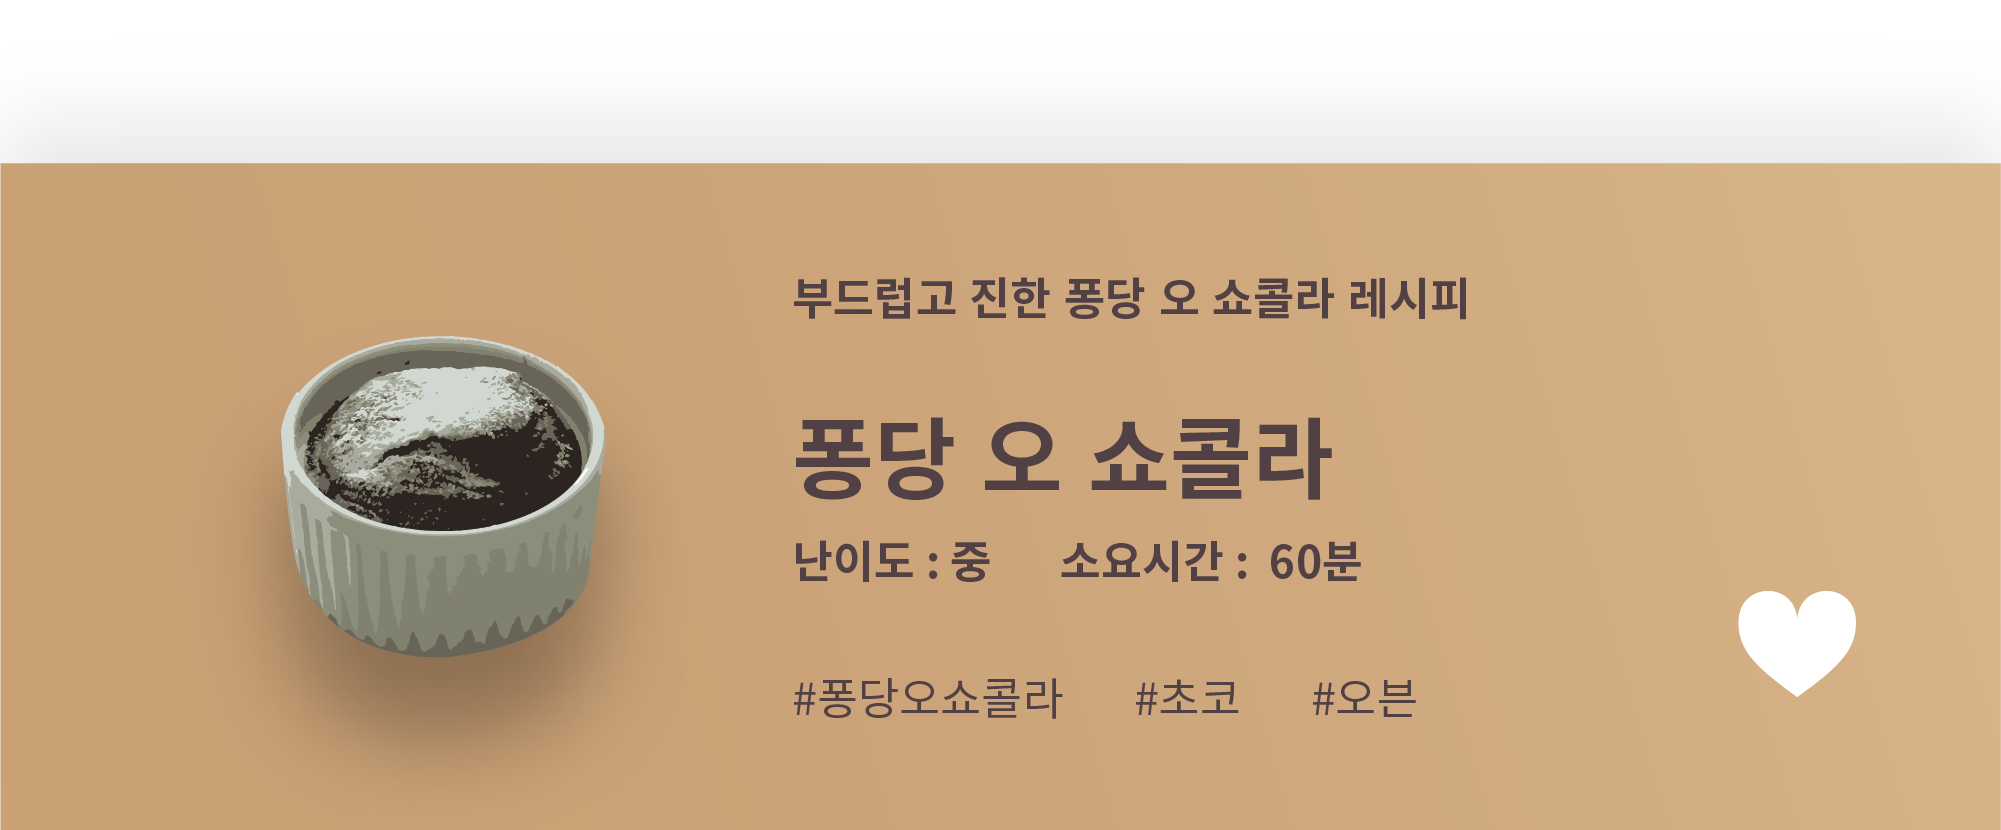 부드럽고 진한 퐁당 오 쇼콜라 레시피
퐁당 오 쇼콜라
난이도 : 중 소요시간 : 60분
#퐁당오쇼콜라 #초코 #오븐